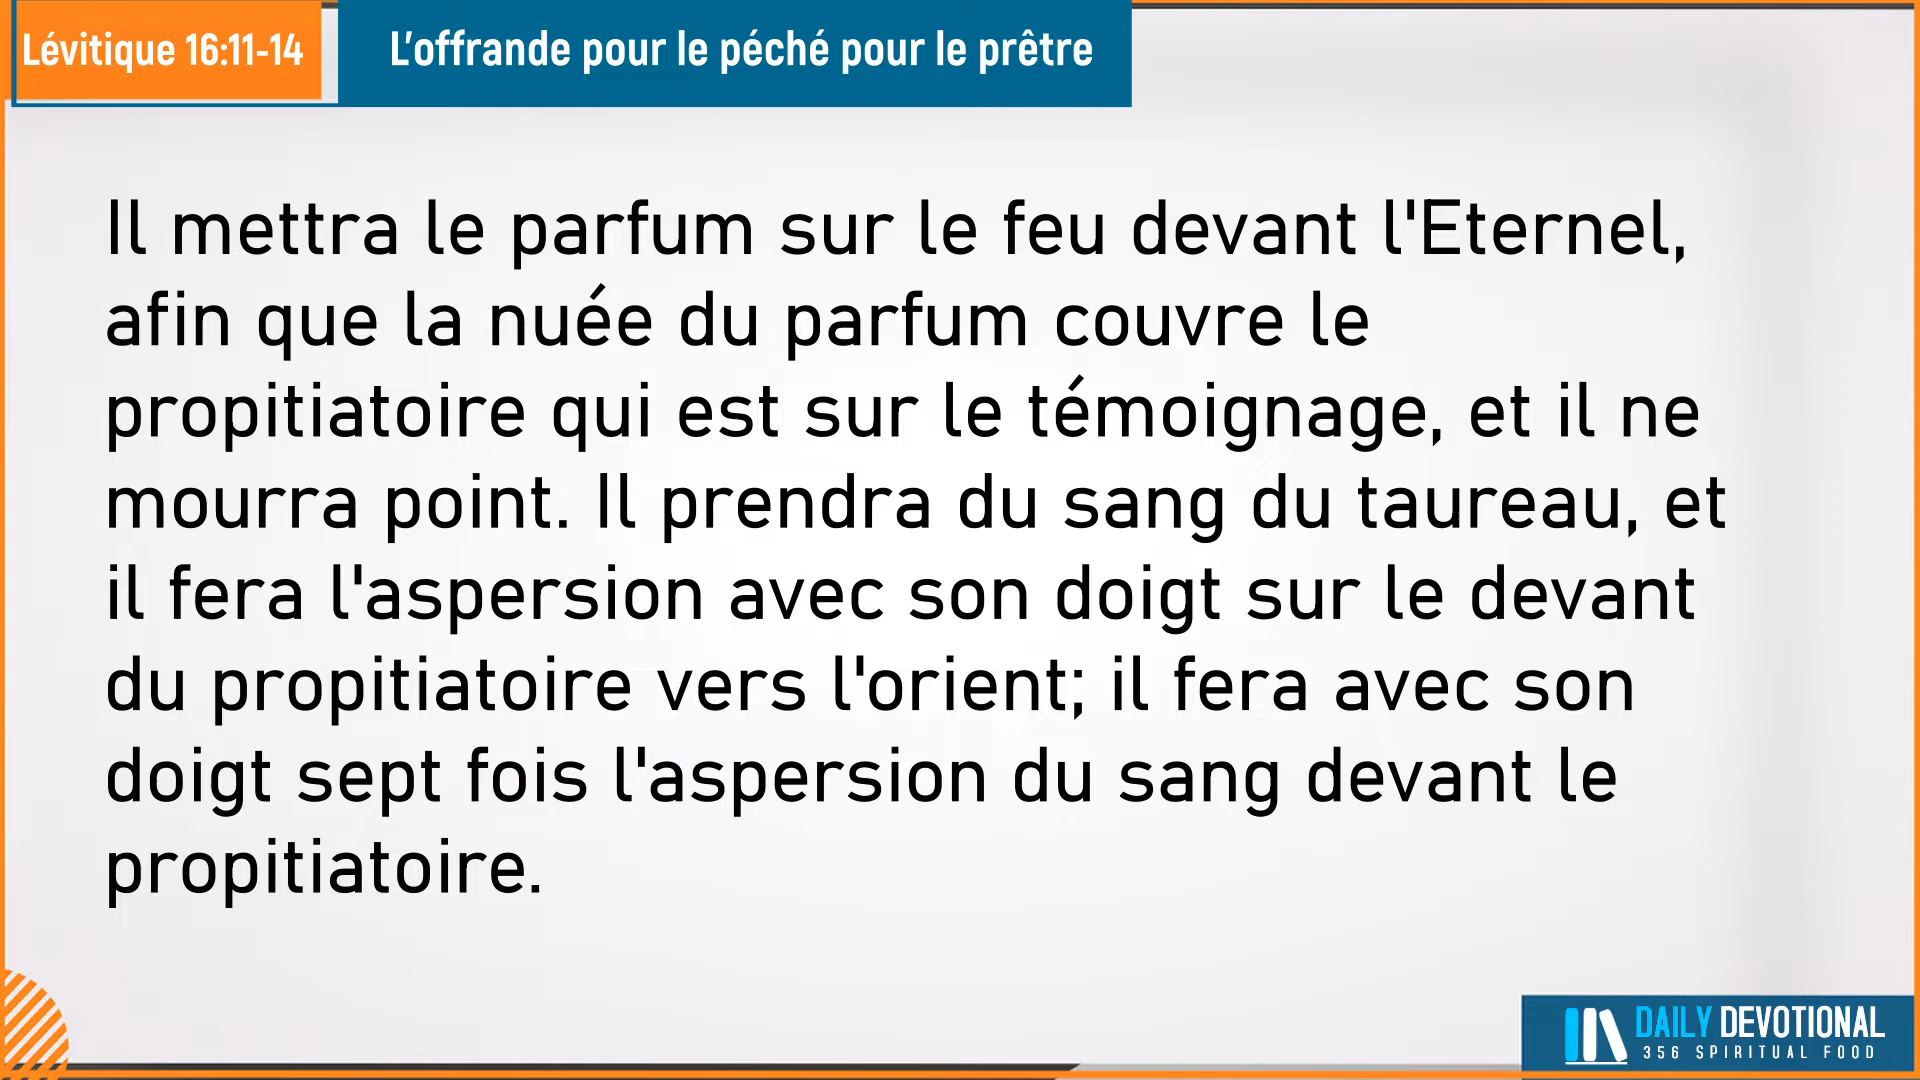 Lévitique 16:11-14
L'offrande pour le péché pour le prêtre
Il mettra le parfum sur le feu devant l'Eternel,
afin que la nuée du parfum couvre le
propitiatoire qui est sur le témoignage, et il ne
mourra point. Il prendra du sang du taureau, et
il fera l'aspersion avec son doigt sur le devant
du propitiatoire vers l'orient; il fera avec son
doigt sept fois l'aspersion du sang devant le
propitiatoire.
DAILY DEVOTIONAL
356 SPIRITUAL FOOD